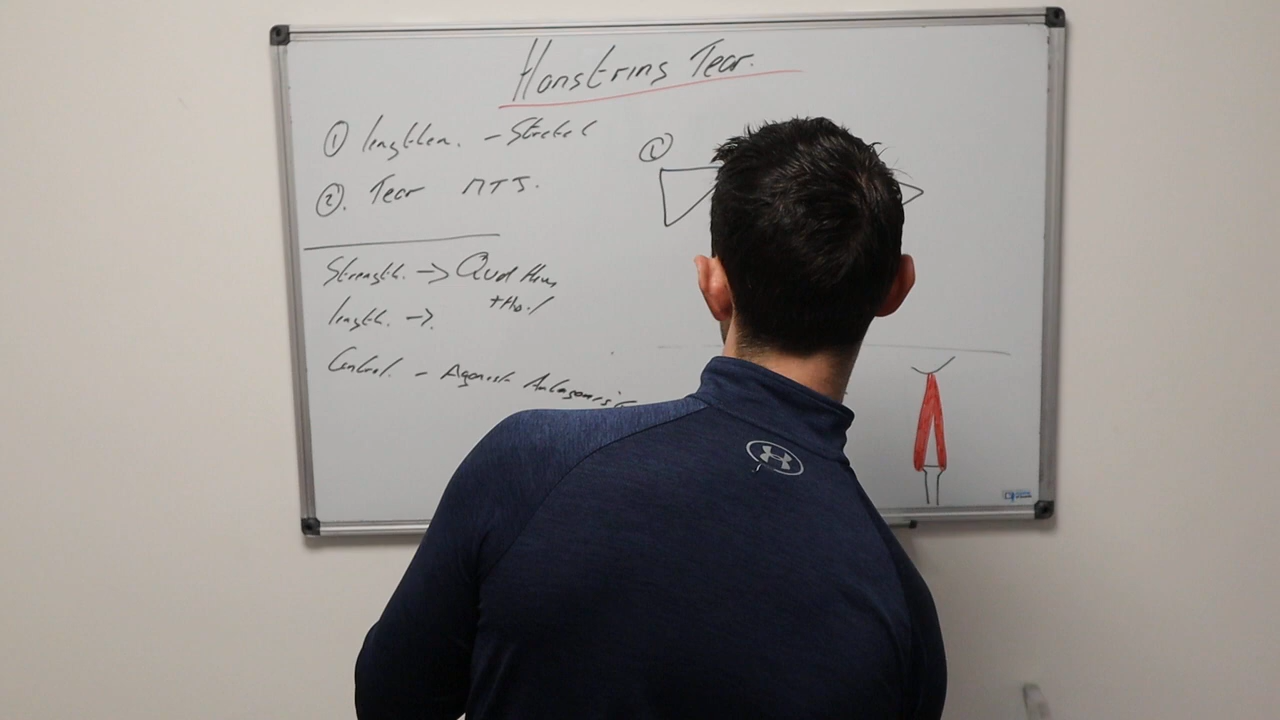 Hamstring Tear.
① lengthen. - Stretch
②. Tear MTJ.
Strength. -> Quad Hams
length. ->.
Control. - Agonist Antagonist